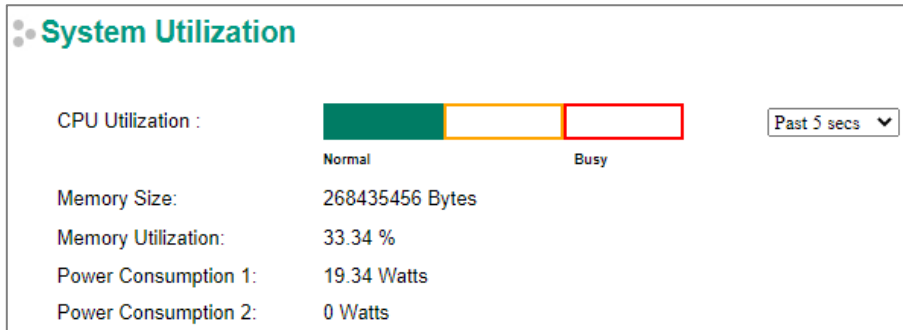 System Utilization
CPU Utilization :
Past 5 secs
Normal Busy
Memory Size: 268435456 Bytes
Memory Utilization: 33.34 %
Power Consumption 1: 19.34 Watts
Power Consumption 2: 0 Watts